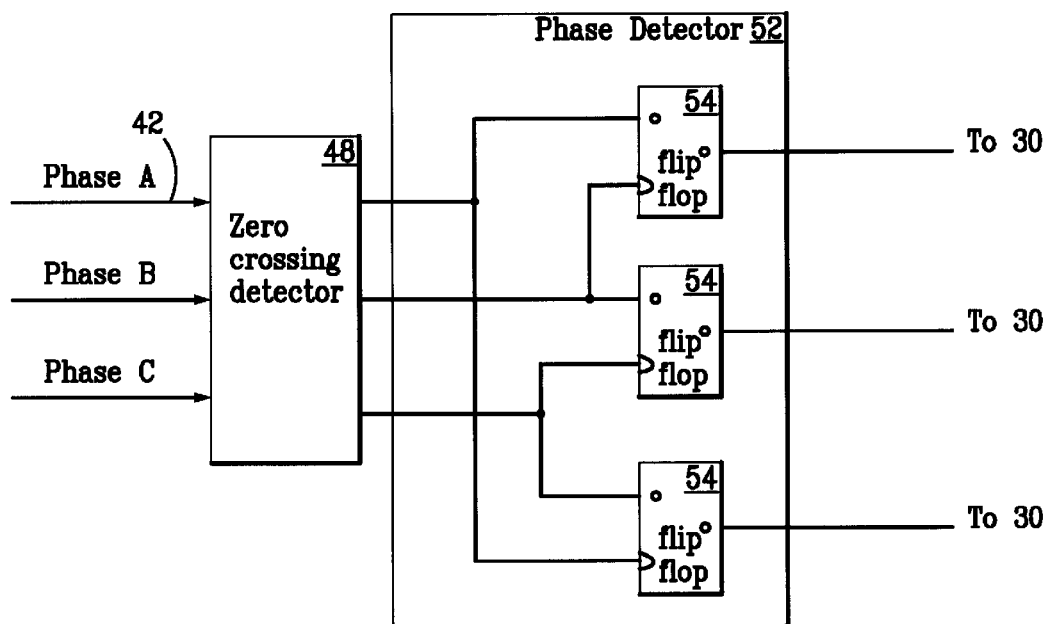 Phase Detector 52
42
Phase A
Phase B
Phase C
48
Zero
crossing
detector
54
flip
flop
To 30
54
flip
flop
To 30
54
flip
flop
To 30